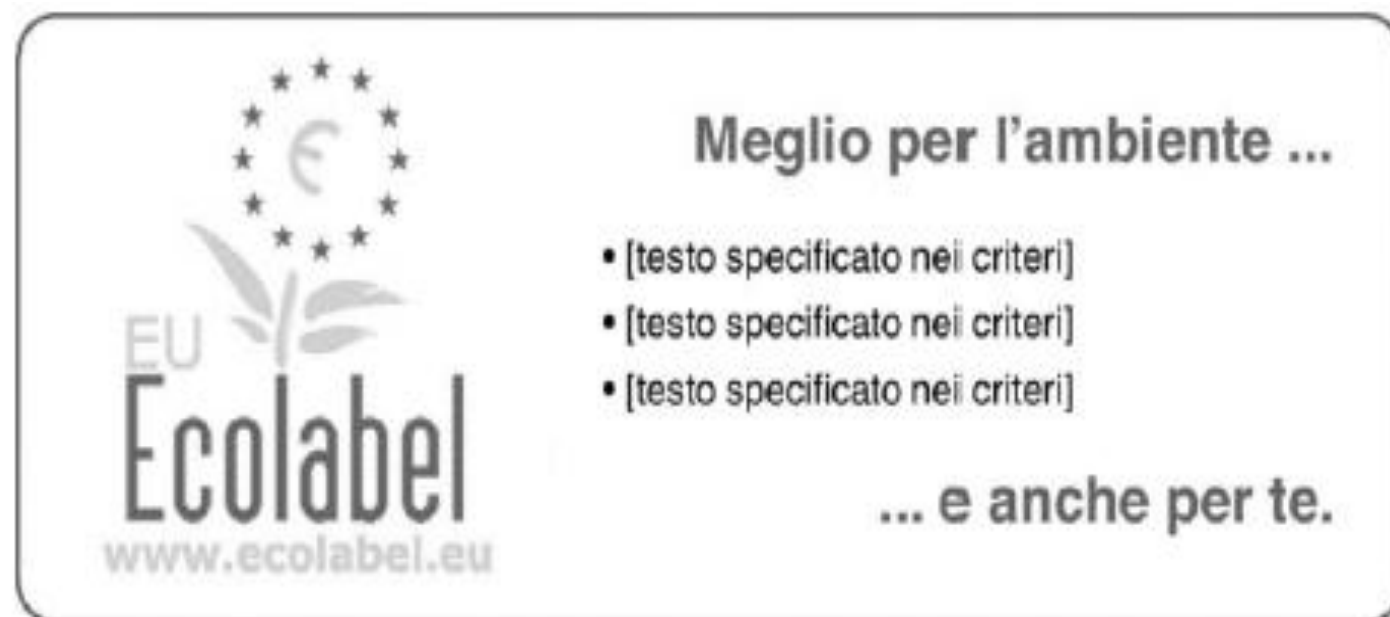 EU
Ecolabel
www.ecolabel.eu
Meglio per l'ambiente ...
• [testo specificato nei criteri]
• [testo specificato nei criteri]
• [testo specificato nei criteri]
... e anche per te.